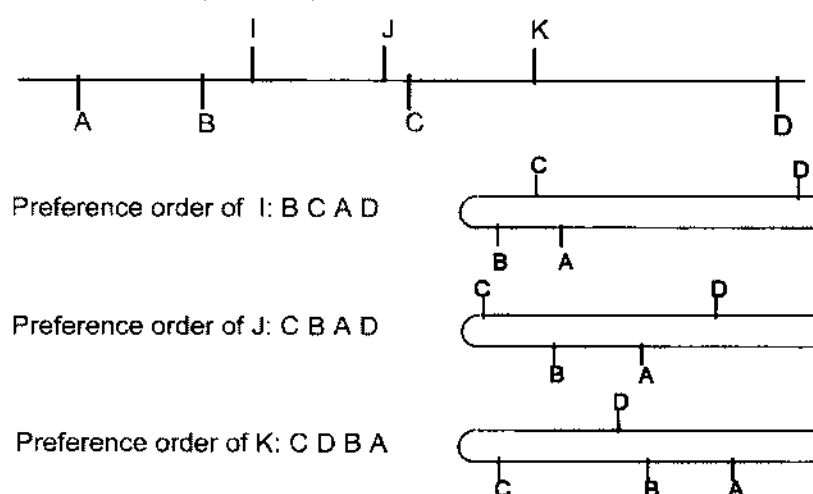 I J K
A B C D
C D
Preference order of I: B C A D
B A
C D
Preference order of J: C B A D
B A
D
Preference order of K: C D B A
C B A